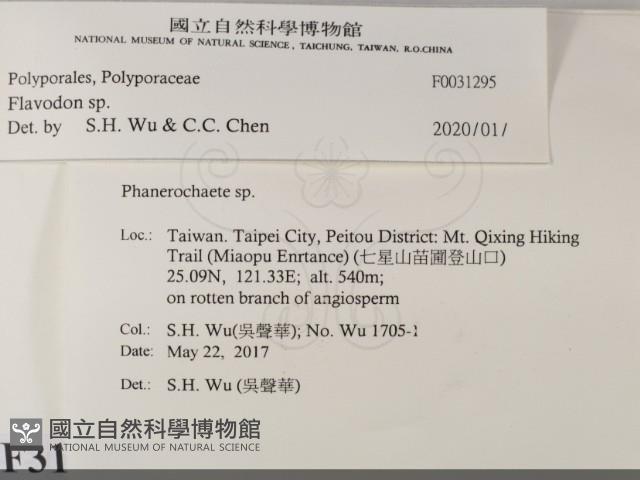 國立自然科學博物館
NATIONAL MUSEUM OF NATURAL SCIENCE, TAICHUNG, TAIWAN, R.O.CHINA
Polyporales, Polyporaceae F0031295
Flavodon sp.
Det. by S.H. Wu & C.C. Chen 2020/01/
Phanerochaete sp.
Loc.: Taiwan. Taipei City, Peitou District: Mt. Qixing Hiking
Trail (Miaopu Enrtance) (七星山苗圃登山口)
25.09N, 121.33E; alt. 540m;
on rotten branch of angiosperm
Col.: S.H. Wu(吳聲華); No. Wu 1705-1
Date: May 22, 2017
Det.: S.H. Wu (吳聲華)
國立自然科學博物館
NATIONAL MUSEUM OF NATURAL SCIENCE
F31